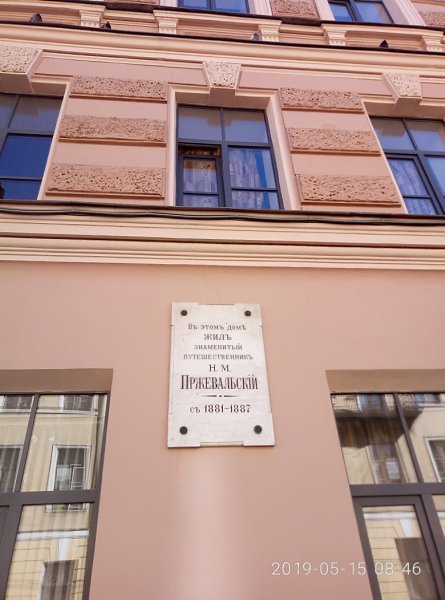 Въ этомъ домѣ
жилъ
знаменитый
путешественникъ
Н. М.
Пржевальскій
съ 1881–1887
2019-05-15 08:46